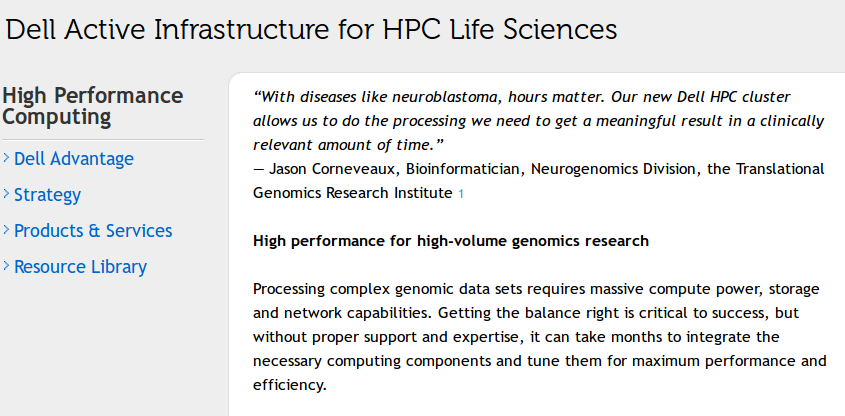 Dell Active Infrastructure for HPC Life Sciences
High Performance
Computing
Dell Advantage
Strategy
Products & Services
Resource Library
“With diseases like neuroblastoma, hours matter. Our new Dell HPC cluster
allows us to do the processing we need to get a meaningful result in a clinically
relevant amount of time.”
— Jason Corneveaux, Bioinformatician, Neurogenomics Division, the Translational
Genomics Research Institute 1
High performance for high-volume genomics research
Processing complex genomic data sets requires massive compute power, storage
and network capabilities. Getting the balance right is critical to success, but
without proper support and expertise, it can take months to integrate the
necessary computing components and tune them for maximum performance and
efficiency.